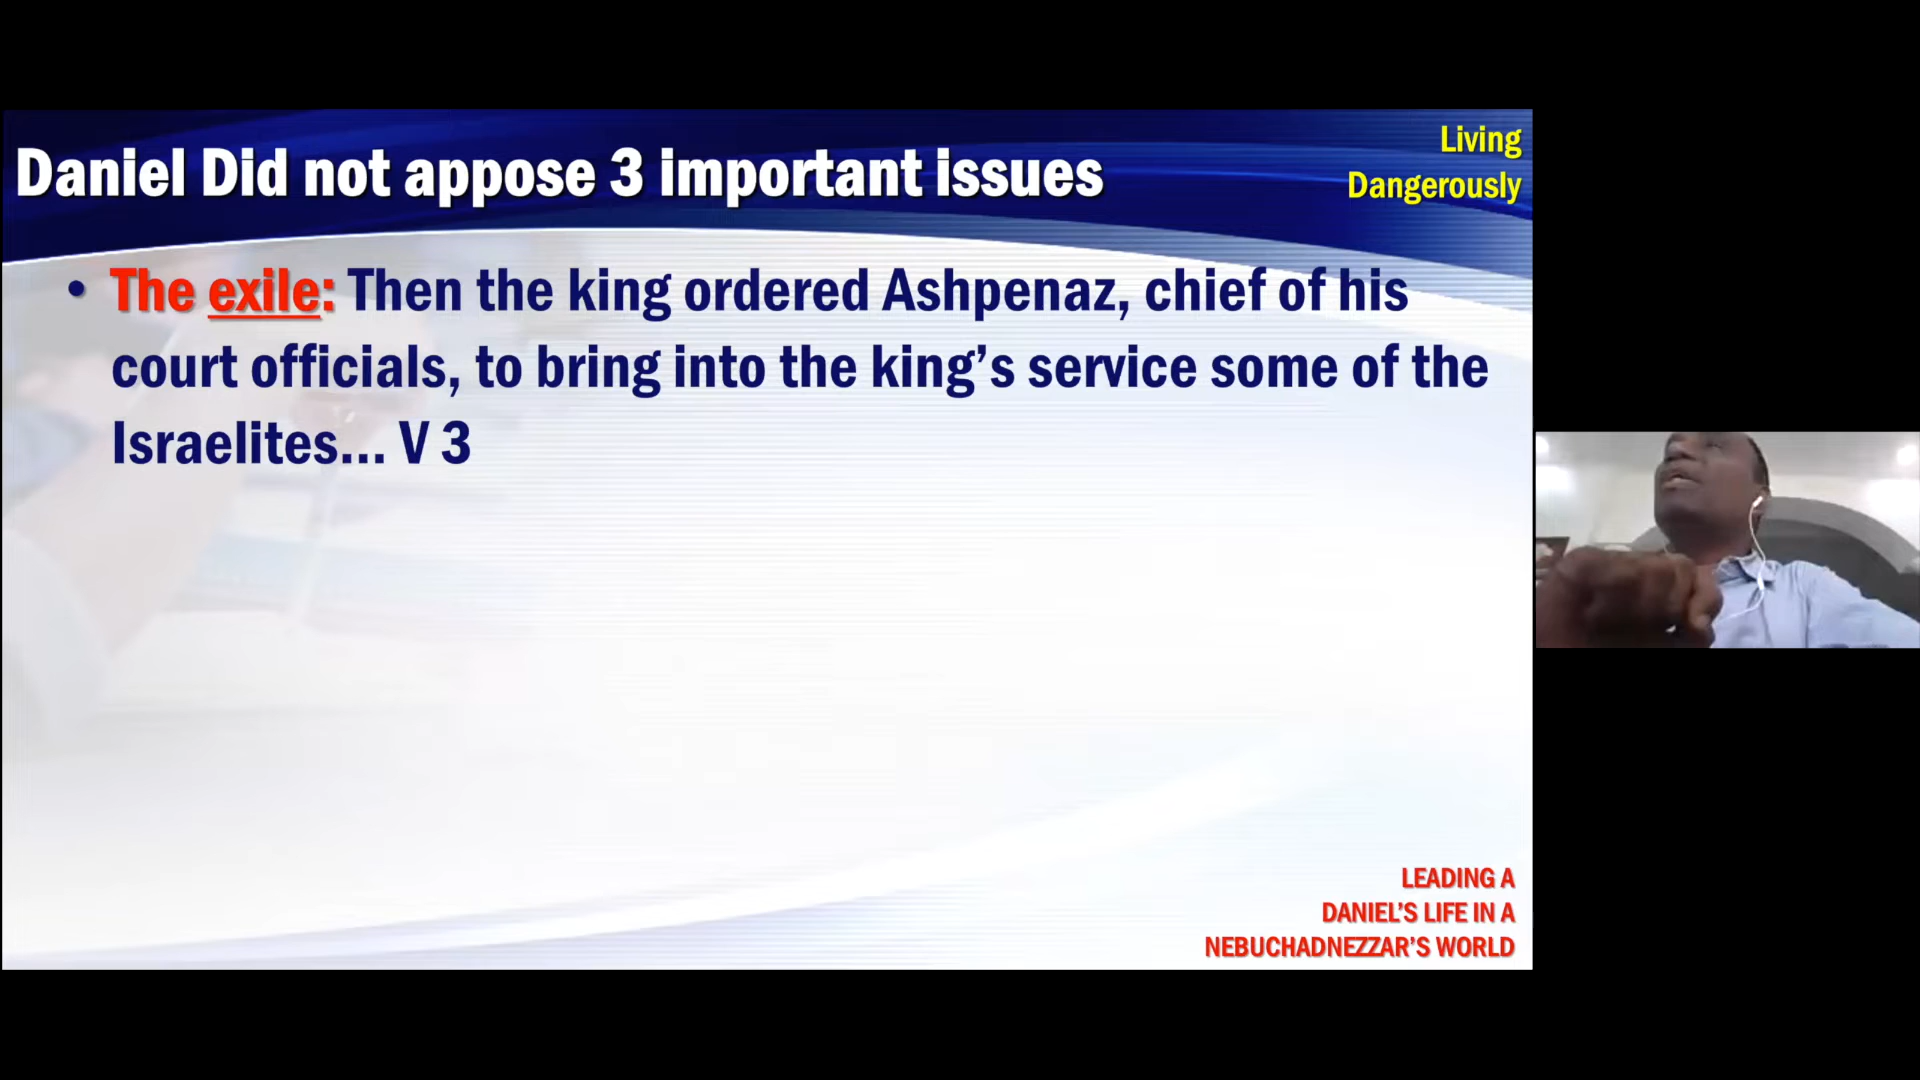 Daniel Did not appose 3 important issues
Living
Dangerously
• The exile: Then the king ordered Ashpenaz, chief of his
court officials, to bring into the king’s service some of the
Israelites... V 3
LEADING A
DANIEL’S LIFE IN A
NEBUCHADNEZZAR’S WORLD